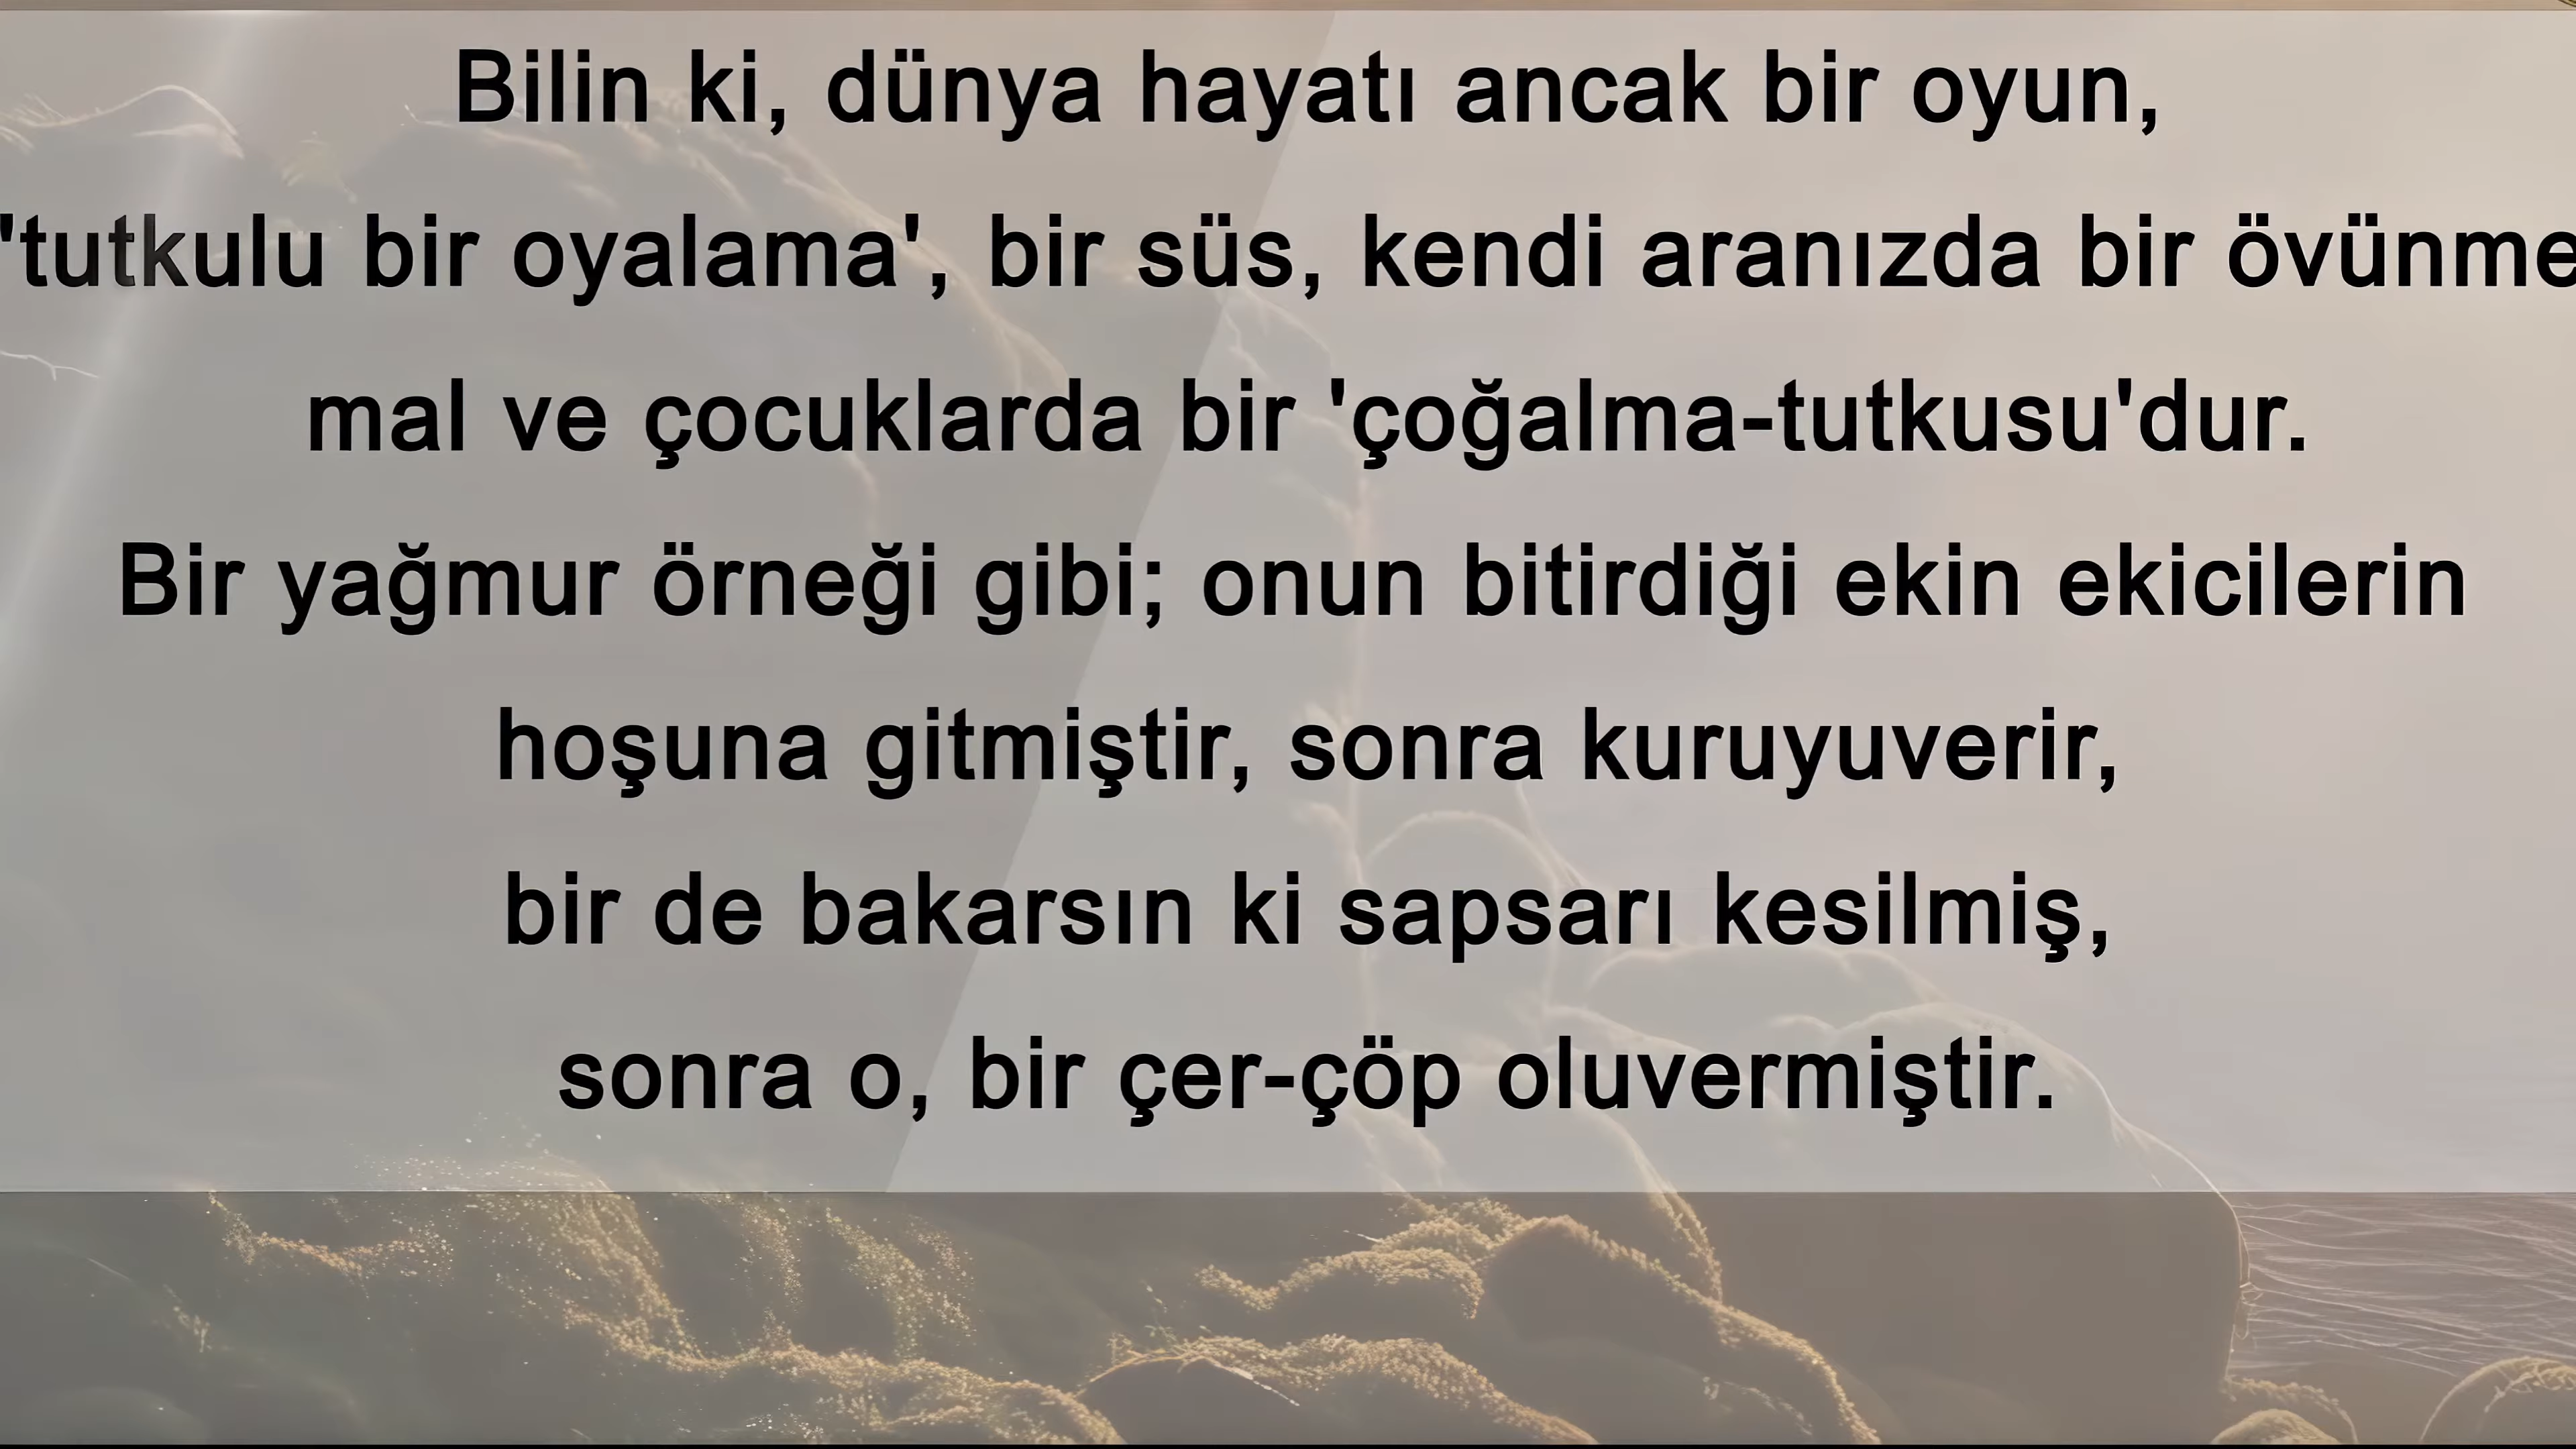 Bilin ki, dünya hayatı ancak bir oyun,
'tutkulu bir oyalama', bir süs, kendi aranızda bir övünme
mal ve çocuklarda bir 'çoğalma-tutkusu'dur.
Bir yağmur örneği gibi; onun bitirdiği ekin ekicilerin
hoşuna gitmiştir, sonra kuruyuverir,
bir de bakarsın ki sapsarı kesilmiş,
sonra o, bir çer-çöp oluvermiştir.